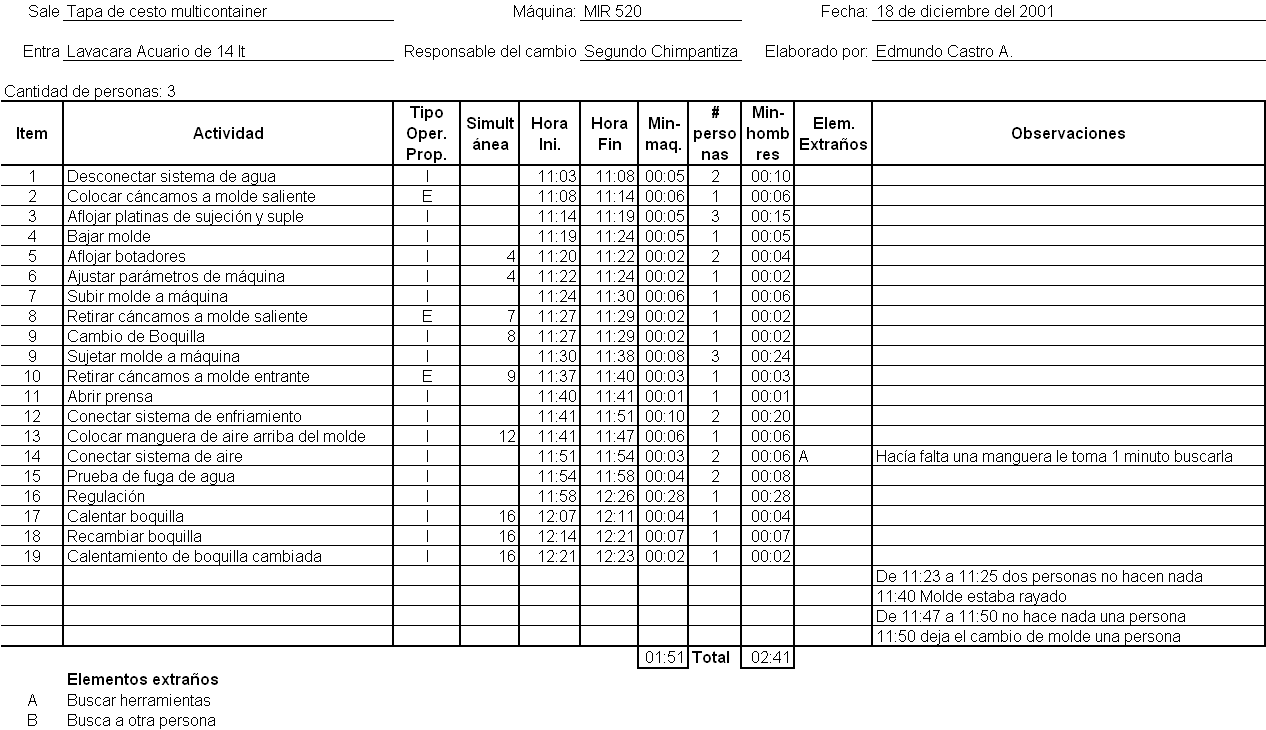 Sale Tapa de cesto multicontainer Máquina: MIR 520 Fecha: 18 de diciembre del 2001
Entra Lavacara Acuario de 14 lt Responsable del cambio Segundo Chimpantiza Elaborado por: Edmundo Castro A.
Cantidad de personas: 3
Item Actividad Tipo Oper. Prop. Simult ánea Hora Ini. Hora Fin Min- maq. # perso nas Min- homb res Elem. Extraños Observaciones
1 Desconectar sistema de agua I 11:03 11:08 00:05 2 00:10
2 Colocar cáncamos a molde saliente E 11:08 11:14 00:06 1 00:06
3 Aflojar platinas de sujeción y suple I 11:14 11:19 00:05 3 00:15
4 Bajar molde I 11:19 11:24 00:05 1 00:05
5 Aflojar botadores I 4 11:20 11:22 00:02 2 00:04
6 Ajustar parámetros de máquina I 4 11:22 11:24 00:02 1 00:02
7 Subir molde a máquina I 11:24 11:30 00:06 1 00:06
8 Retirar cáncamos a molde saliente E 7 11:27 11:29 00:02 1 00:02
9 Cambio de Boquilla I 8 11:27 11:29 00:02 1 00:02
9 Sujetar molde a máquina I 11:30 11:38 00:08 3 00:24
10 Retirar cáncamos a molde entrante E 9 11:37 11:40 00:03 1 00:03
11 Abrir prensa I 11:40 11:41 00:01 1 00:01
12 Conectar sistema de enfriamiento I 11:41 11:51 00:10 2 00:20
13 Colocar manguera de aire arriba del molde I 12 11:41 11:47 00:06 1 00:06
14 Conectar sistema de aire I 11:51 11:54 00:03 2 00:06 A Hacía falta una manguera le toma 1 minuto buscarla
15 Prueba de fuga de agua I 11:54 11:58 00:04 2 00:08
16 Regulación I 11:58 12:26 00:28 1 00:28
17 Calentar boquilla I 16 12:07 12:11 00:04 1 00:04
18 Recambiar boquilla I 16 12:14 12:21 00:07 1 00:07
19 Calentamiento de boquilla cambiada I 16 12:21 12:23 00:02 1 00:02
De 11:23 a 11:25 dos personas no hacen nada
11:40 Molde estaba rayado
De 11:47 a 11:50 no hace nada una persona
11:50 deja el cambio de molde una persona
01:51 Total 02:41
Elementos extraños
A Buscar herramientas
B Busca a otra persona